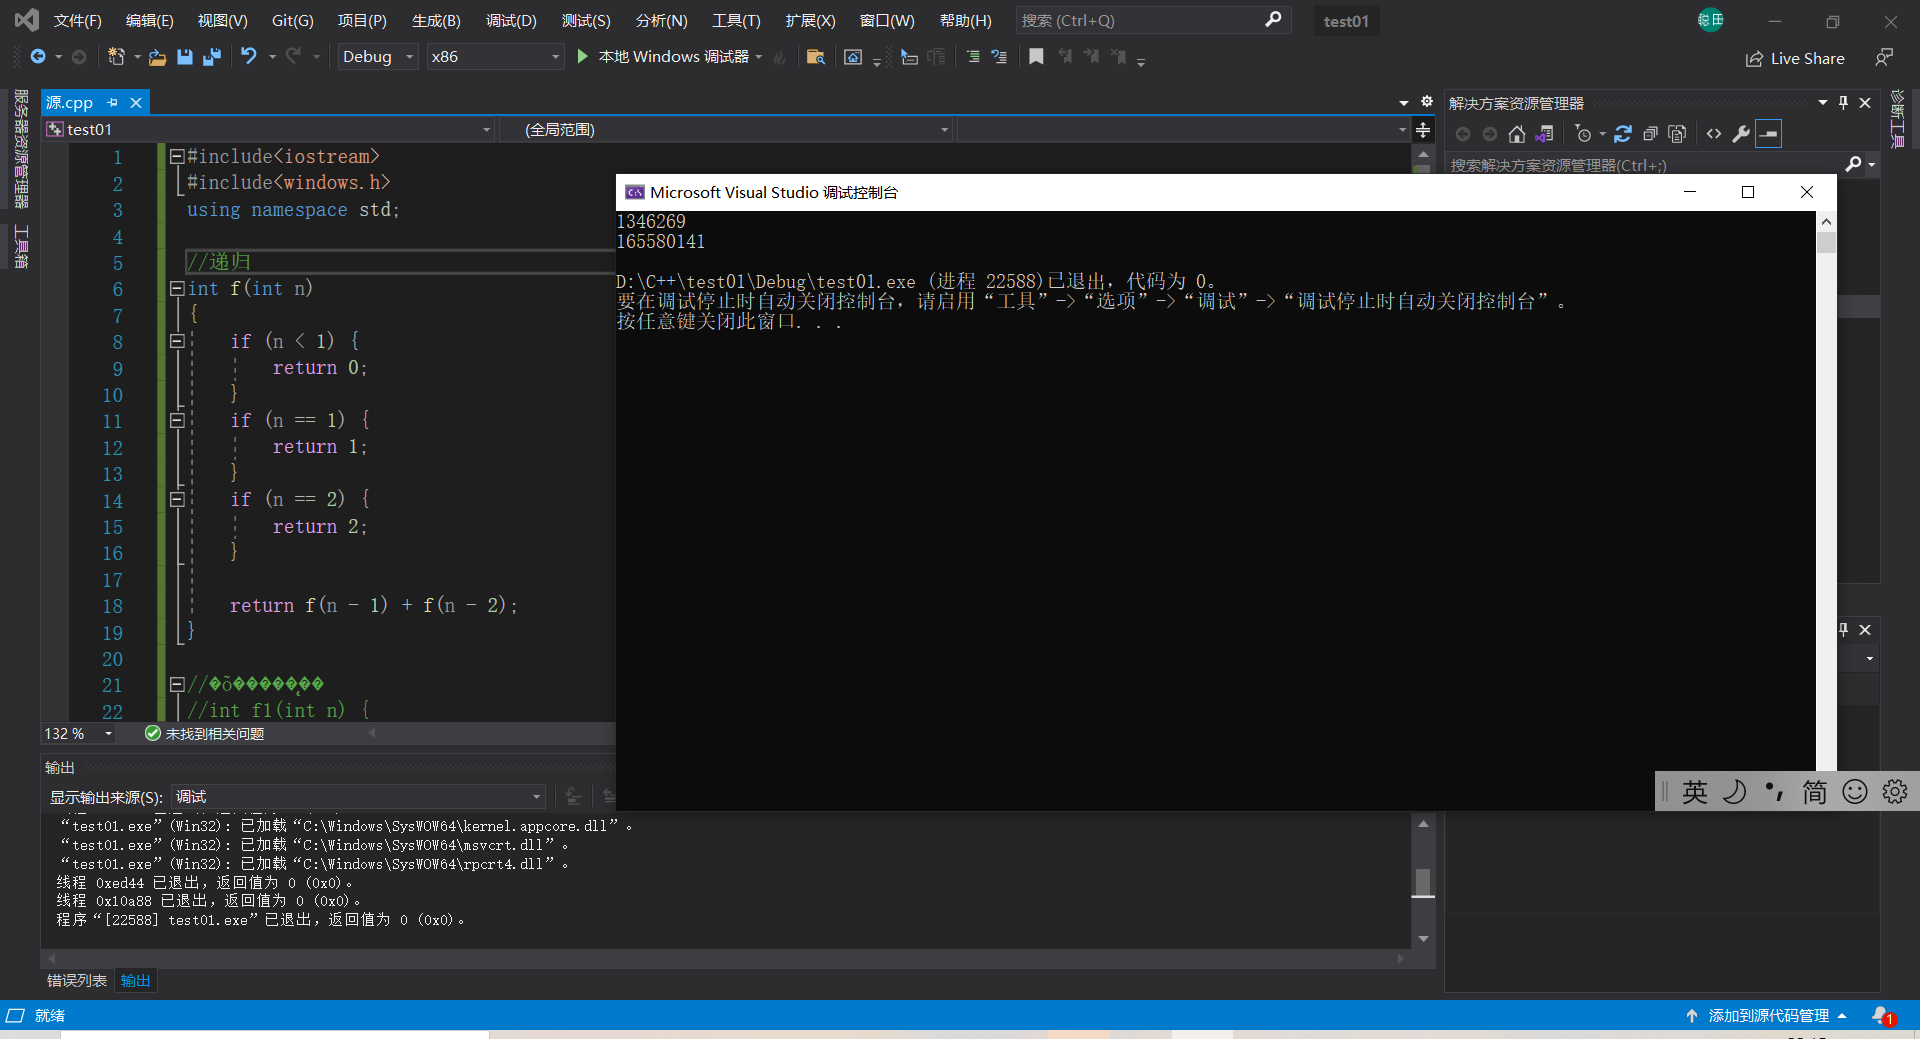 文件(F) 编辑(E) 视图(V) Git(G) 项目(P) 生成(B) 调试(D) 测试(S) 分析(N) 工具(T) 扩展(X) 窗口(W) 帮助(H) 搜索 (Ctrl+Q) test01
Debug x86 本地 Windows 调试器 Live Share
服务器资源管理器
工具箱
源.cpp
test01 (全局范围)
1 #include<iostream>
2 #include<windows.h>
3 using namespace std;
4
5 //递归
6 int f(int n)
7 {
8 if (n < 1) {
9 return 0;
10 }
11 if (n == 1) {
12 return 1;
13 }
14 if (n == 2) {
15 return 2;
16 }
17
18 return f(n - 1) + f(n - 2);
19 }
20
21 //�õ������֪��
22 //int f1(int n) {
132 % 未找到相关问题
Microsoft Visual Studio 调试控制台
1346269
165580141
D:\C++\test01\Debug\test01.exe (进程 22588)已退出，代码为 0。
要在调试停止时自动关闭控制台，请启用“工具”->“选项”->“调试”->“调试停止时自动关闭控制台”。
按任意键关闭此窗口. . .
解决方案资源管理器
搜索解决方案资源管理器(Ctrl+;)
诊断工具
英 简
输出
显示输出来源(S): 调试
“test01.exe”(Win32): 已加载“C:\Windows\SysWOW64\kernel.appcore.dll”。
“test01.exe”(Win32): 已加载“C:\Windows\SysWOW64\msvcrt.dll”。
“test01.exe”(Win32): 已加载“C:\Windows\SysWOW64\rpcrt4.dll”。
线程 0xed44 已退出，返回值为 0 (0x0)。
线程 0x10a88 已退出，返回值为 0 (0x0)。
程序“[22588] test01.exe”已退出，返回值为 0 (0x0)。
错误列表 输出
就绪 添加到源代码管理 1